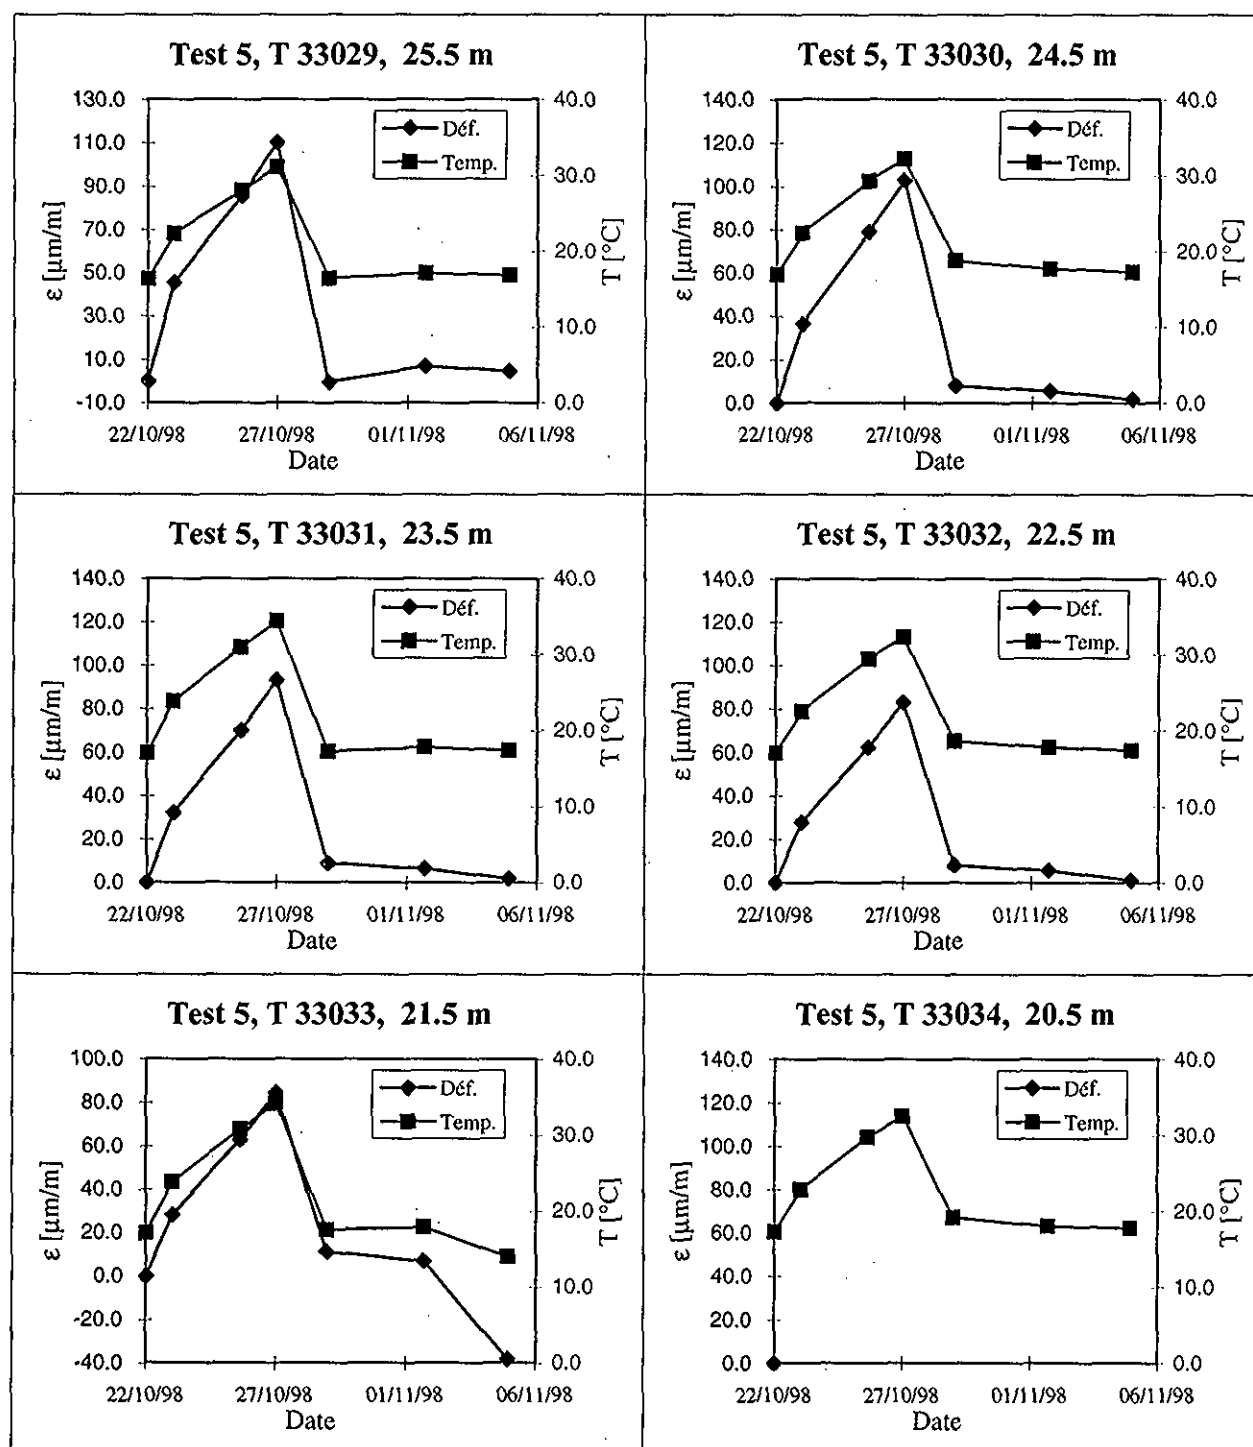 Test 5, T 33029, 25.5 m
130.0
110.0
90.0
70.0
50.0
30.0
10.0
-10.0
ε [µm/m]
40.0
30.0
20.0
10.0
0.0
T [°C]
Déf.
Temp.
22/10/98 27/10/98 01/11/98 06/11/98
Date
Test 5, T 33030, 24.5 m
140.0
120.0
100.0
80.0
60.0
40.0
20.0
0.0
ε [µm/m]
40.0
30.0
20.0
10.0
0.0
T [°C]
Déf.
Temp.
22/10/98 27/10/98 01/11/98 06/11/98
Date
Test 5, T 33031, 23.5 m
140.0
120.0
100.0
80.0
60.0
40.0
20.0
0.0
ε [µm/m]
40.0
30.0
20.0
10.0
0.0
T [°C]
Déf.
Temp.
22/10/98 27/10/98 01/11/98 06/11/98
Date
Test 5, T 33032, 22.5 m
140.0
120.0
100.0
80.0
60.0
40.0
20.0
0.0
ε [µm/m]
40.0
30.0
20.0
10.0
0.0
T [°C]
Déf.
Temp.
22/10/98 27/10/98 01/11/98 06/11/98
Date
Test 5, T 33033, 21.5 m
100.0
80.0
60.0
40.0
20.0
0.0
-20.0
-40.0
ε [µm/m]
40.0
30.0
20.0
10.0
0.0
T [°C]
Déf.
Temp.
22/10/98 27/10/98 01/11/98 06/11/98
Date
Test 5, T 33034, 20.5 m
140.0
120.0
100.0
80.0
60.0
40.0
20.0
0.0
ε [µm/m]
40.0
30.0
20.0
10.0
0.0
T [°C]
Déf.
Temp.
22/10/98 27/10/98 01/11/98 06/11/98
Date